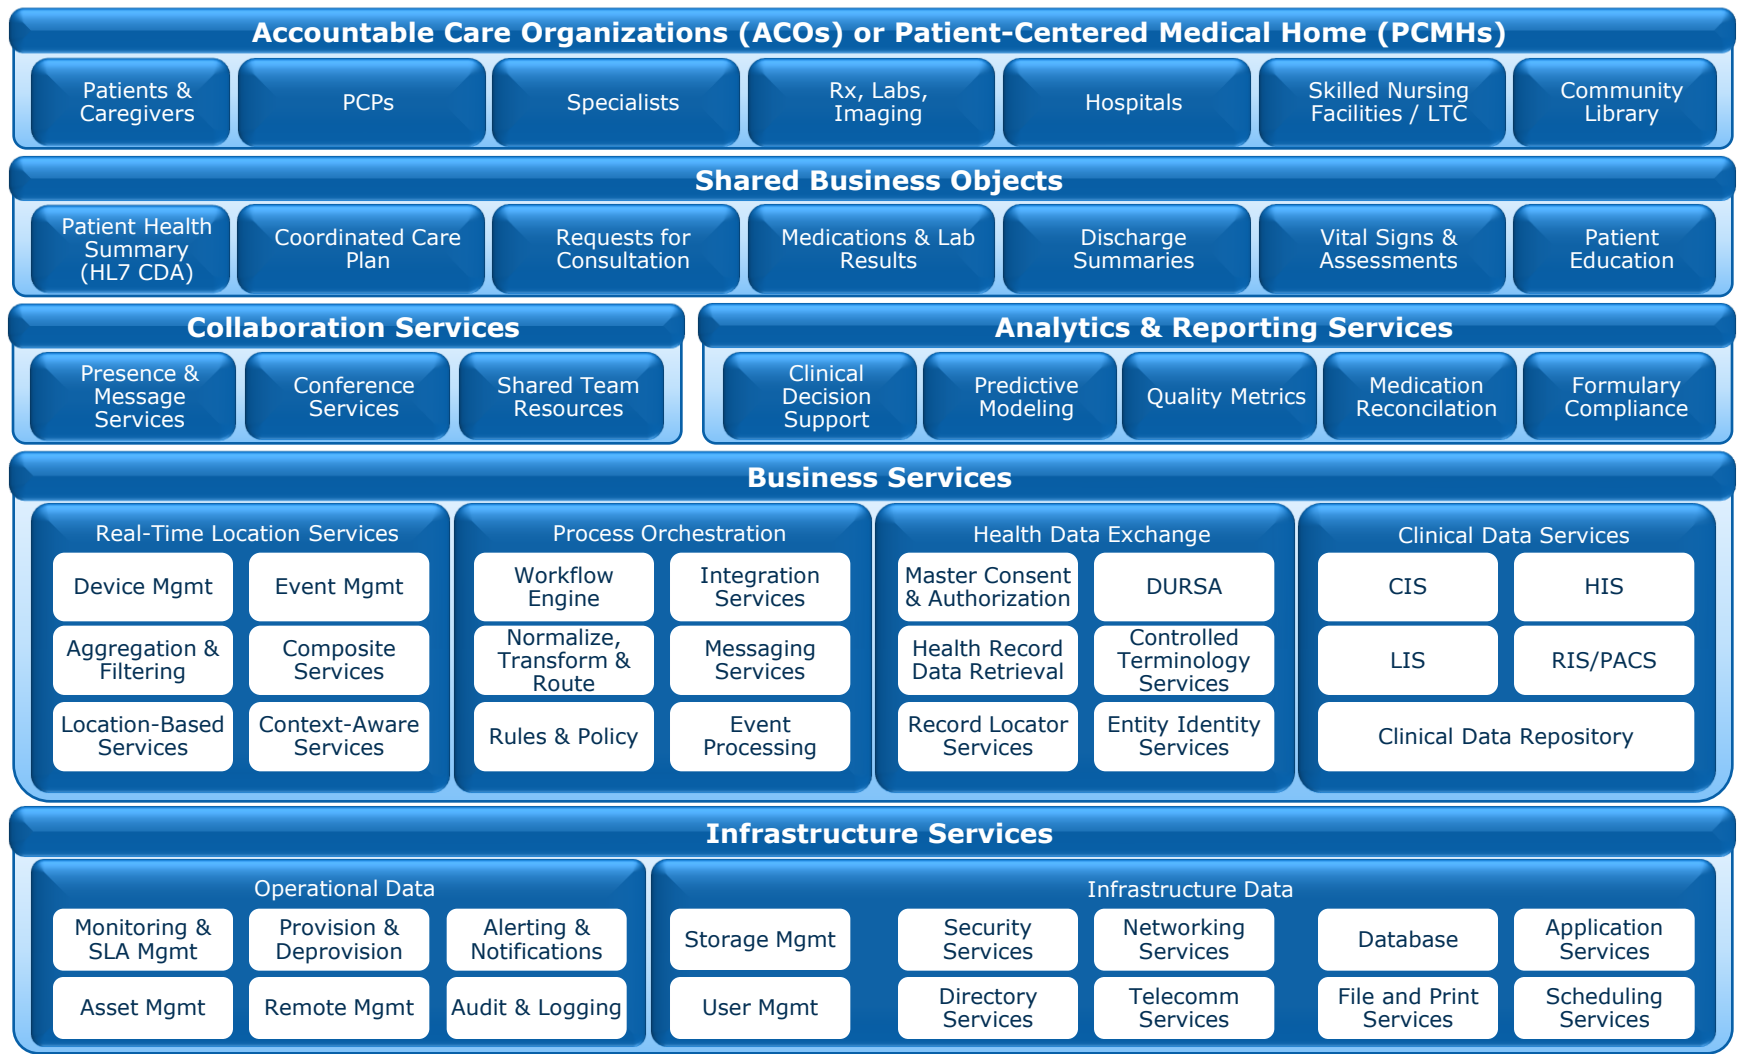 Accountable Care Organizations (ACOs) or Patient-Centered Medical Home (PCMHs)
Patients &
Caregivers
PCPs
Specialists
Rx, Labs,
Imaging
Hospitals
Skilled Nursing
Facilities / LTC
Community
Library
Shared Business Objects
Patient Health
Summary
(HL7 CDA)
Coordinated Care
Plan
Requests for
Consultation
Medications & Lab
Results
Discharge
Summaries
Vital Signs &
Assessments
Patient
Education
Collaboration Services
Presence &
Message
Services
Conference
Services
Shared Team
Resources
Analytics & Reporting Services
Clinical
Decision
Support
Predictive
Modeling
Quality Metrics
Medication
Reconcilation
Formulary
Compliance
Business Services
Real-Time Location Services
Device Mgmt
Event Mgmt
Aggregation &
Filtering
Composite
Services
Location-Based
Services
Context-Aware
Services
Process Orchestration
Workflow
Engine
Integration
Services
Normalize,
Transform &
Route
Messaging
Services
Rules & Policy
Event
Processing
Health Data Exchange
Master Consent
& Authorization
DURSA
Health Record
Data Retrieval
Controlled
Terminology
Services
Record Locator
Services
Entity Identity
Services
Clinical Data Services
CIS
HIS
LIS
RIS/PACS
Clinical Data Repository
Infrastructure Services
Operational Data
Monitoring &
SLA Mgmt
Provision &
Deprovision
Alerting &
Notifications
Asset Mgmt
Remote Mgmt
Audit & Logging
Infrastructure Data
Storage Mgmt
Security
Services
Networking
Services
Database
Application
Services
User Mgmt
Directory
Services
Telecomm
Services
File and Print
Services
Scheduling
Services